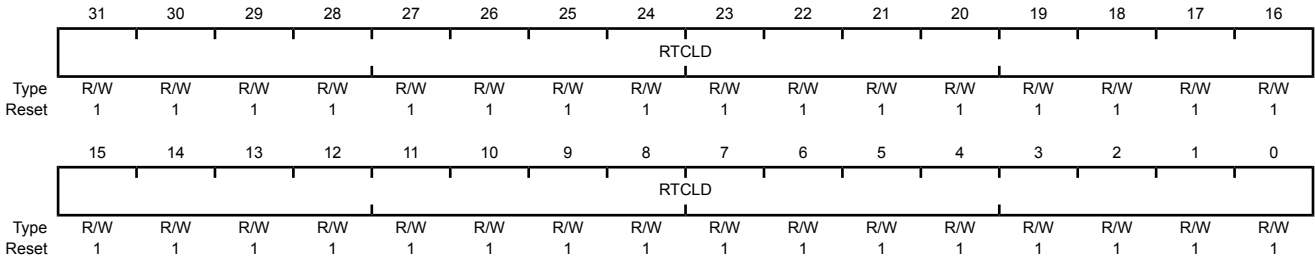 31 30 29 28 27 26 25 24 23 22 21 20 19 18 17 16
RTCLD
Type R/W R/W R/W R/W R/W R/W R/W R/W R/W R/W R/W R/W R/W R/W R/W R/W
Reset 1 1 1 1 1 1 1 1 1 1 1 1 1 1 1 1
15 14 13 12 11 10 9 8 7 6 5 4 3 2 1 0
RTCLD
Type R/W R/W R/W R/W R/W R/W R/W R/W R/W R/W R/W R/W R/W R/W R/W R/W
Reset 1 1 1 1 1 1 1 1 1 1 1 1 1 1 1 1